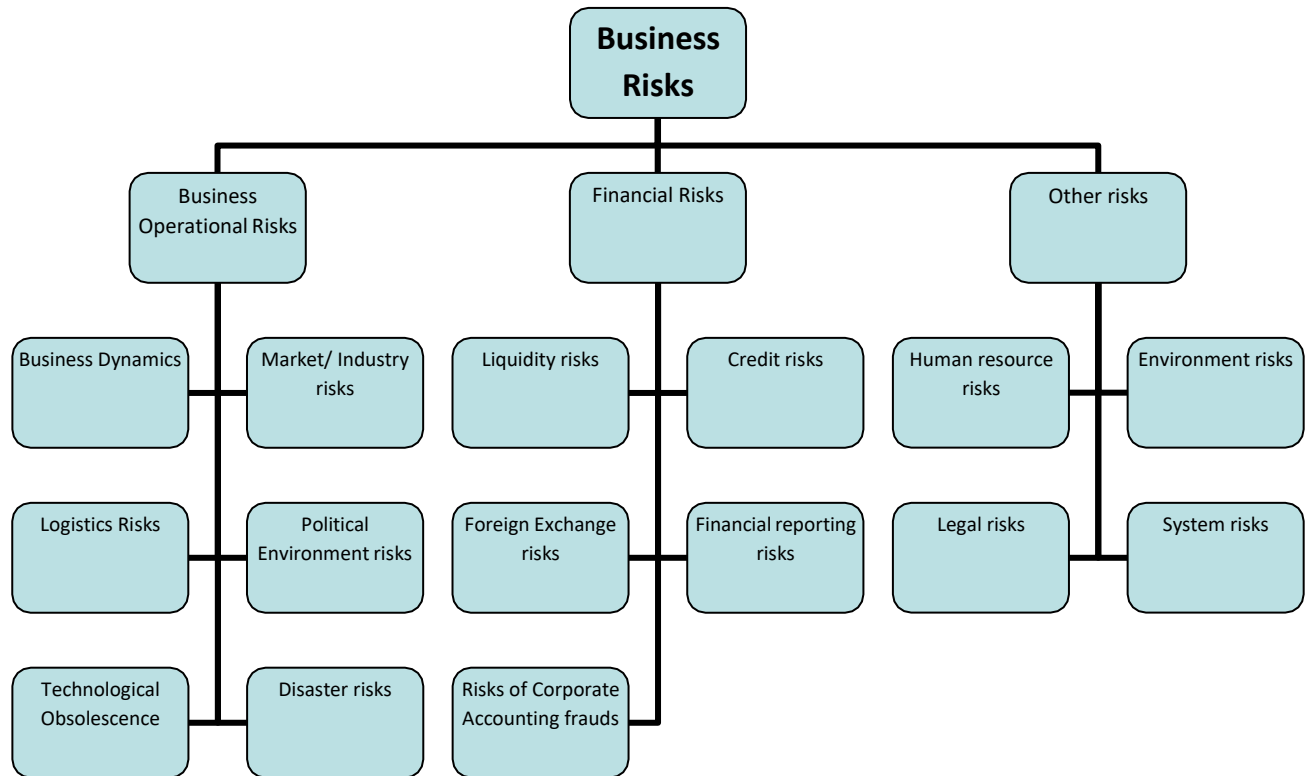 Business
Risks
Business
Operational Risks
Financial Risks
Other risks
Business Dynamics
Market/ Industry
risks
Liquidity risks
Credit risks
Human resource
risks
Environment risks
Logistics Risks
Political
Environment risks
Foreign Exchange
risks
Financial reporting
risks
Legal risks
System risks
Technological
Obsolescence
Disaster risks
Risks of Corporate
Accounting frauds